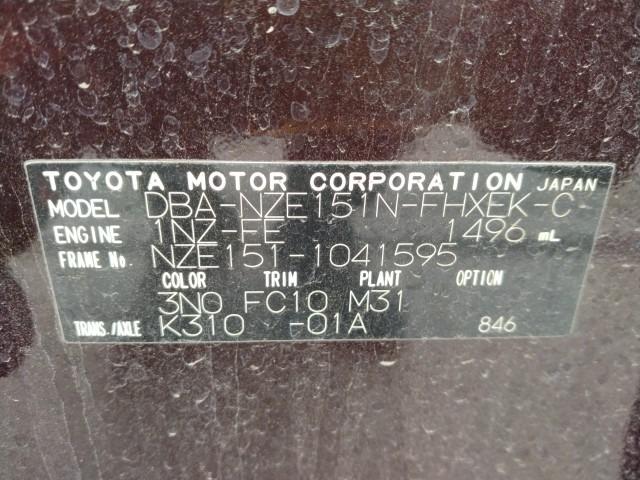 TOYOTA MOTOR CORPORATION JAPAN
MODEL DBA-NZE151N-FHXEK-C
ENGINE 1NZ-FE 1496 mL
FRAME No. NZE151-1041595
COLOR TRIM PLANT OPTION
3N0 FC10 M31
TRANS./AXLE K310 -01A 846